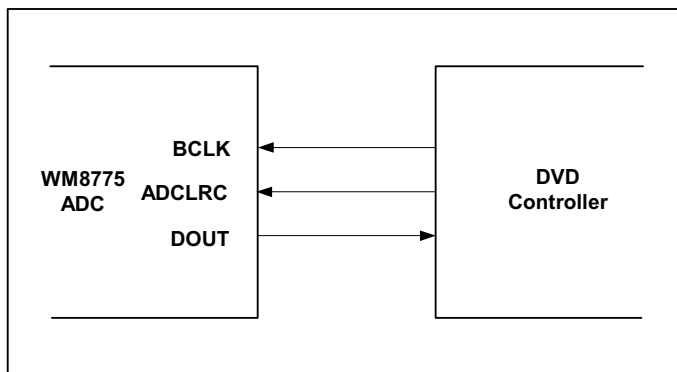 WM8775
ADC
BCLK
ADCLRC
DOUT
DVD
Controller